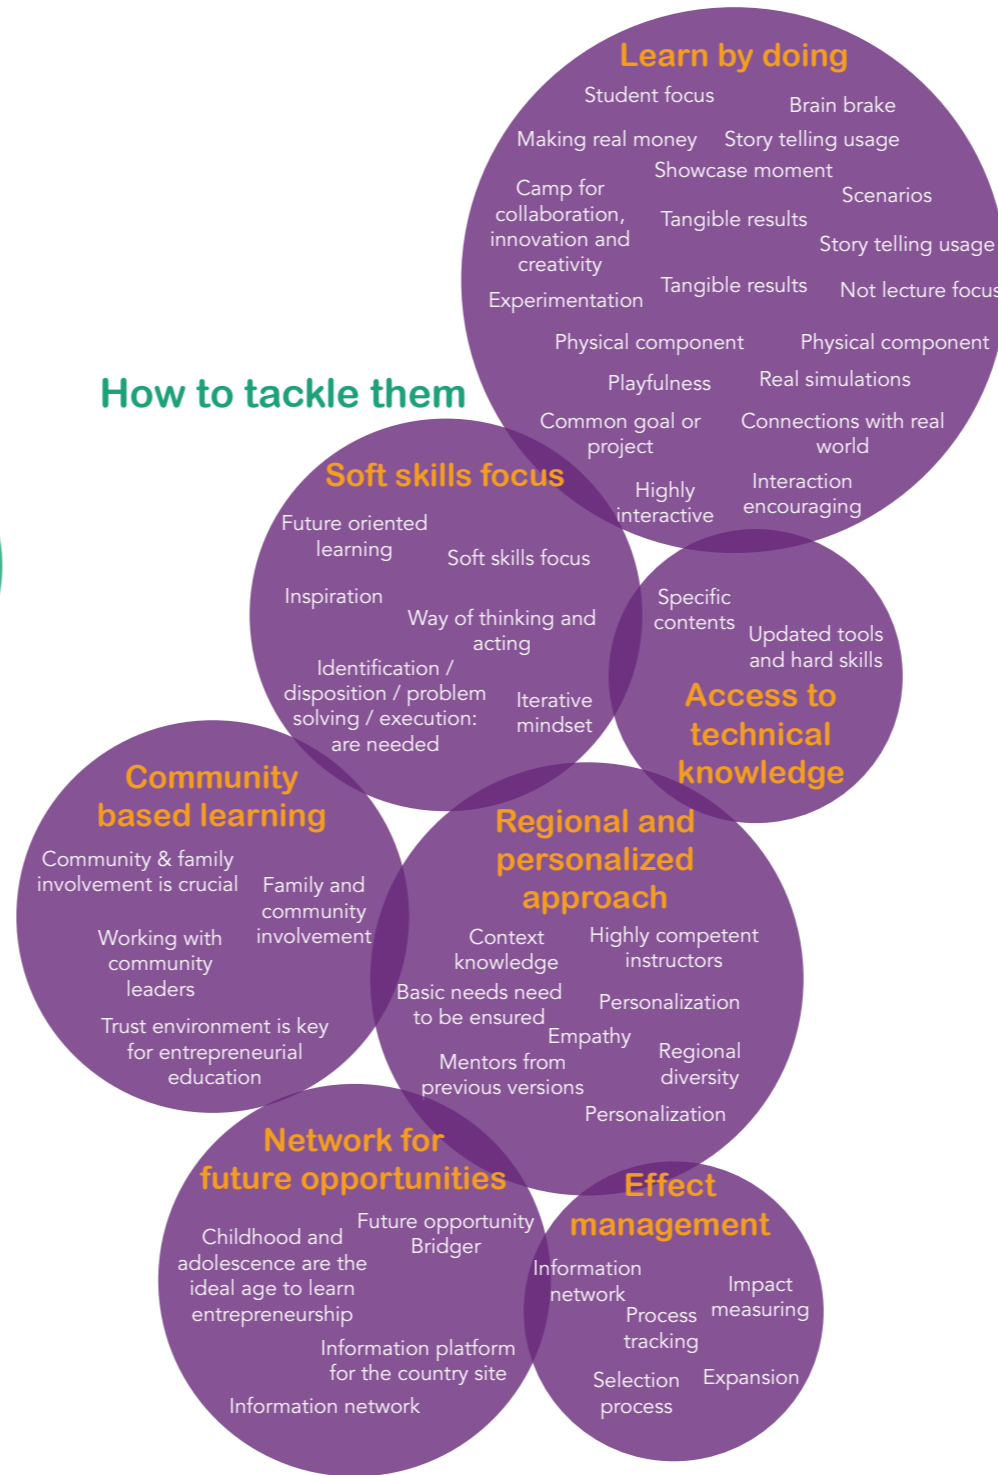 Learn by doing
Student focus
Brain brake
Making real money
Story telling usage
Showcase moment
Camp for
collaboration,
innovation and
creativity
Scenarios
Tangible results
Story telling usage
Experimentation
Tangible results
Not lecture focus
Physical component
Physical component
Playfulness
Real simulations
Common goal or
project
Connections with real
world
Highly
interactive
Interaction
encouraging
How to tackle them
Soft skills focus
Future oriented
learning
Soft skills focus
Inspiration
Way of thinking and
acting
Identification /
disposition / problem
solving / execution:
are needed
Iterative
mindset
Specific
contents
Updated tools
and hard skills
Access to
technical
knowledge
Community
based learning
Community & family
involvement is crucial
Family and
community
involvement
Working with
community
leaders
Trust environment is key
for entrepreneurial
education
Regional and
personalized
approach
Context
knowledge
Highly competent
instructors
Basic needs need
to be ensured
Personalization
Empathy
Mentors from
previous versions
Regional
diversity
Personalization
Network for
future opportunities
Future opportunity
Bridger
Childhood and
adolescence are the
ideal age to learn
entrepreneurship
Information platform
for the country site
Information network
Effect
management
Information
network
Impact
measuring
Process
tracking
Selection
process
Expansion